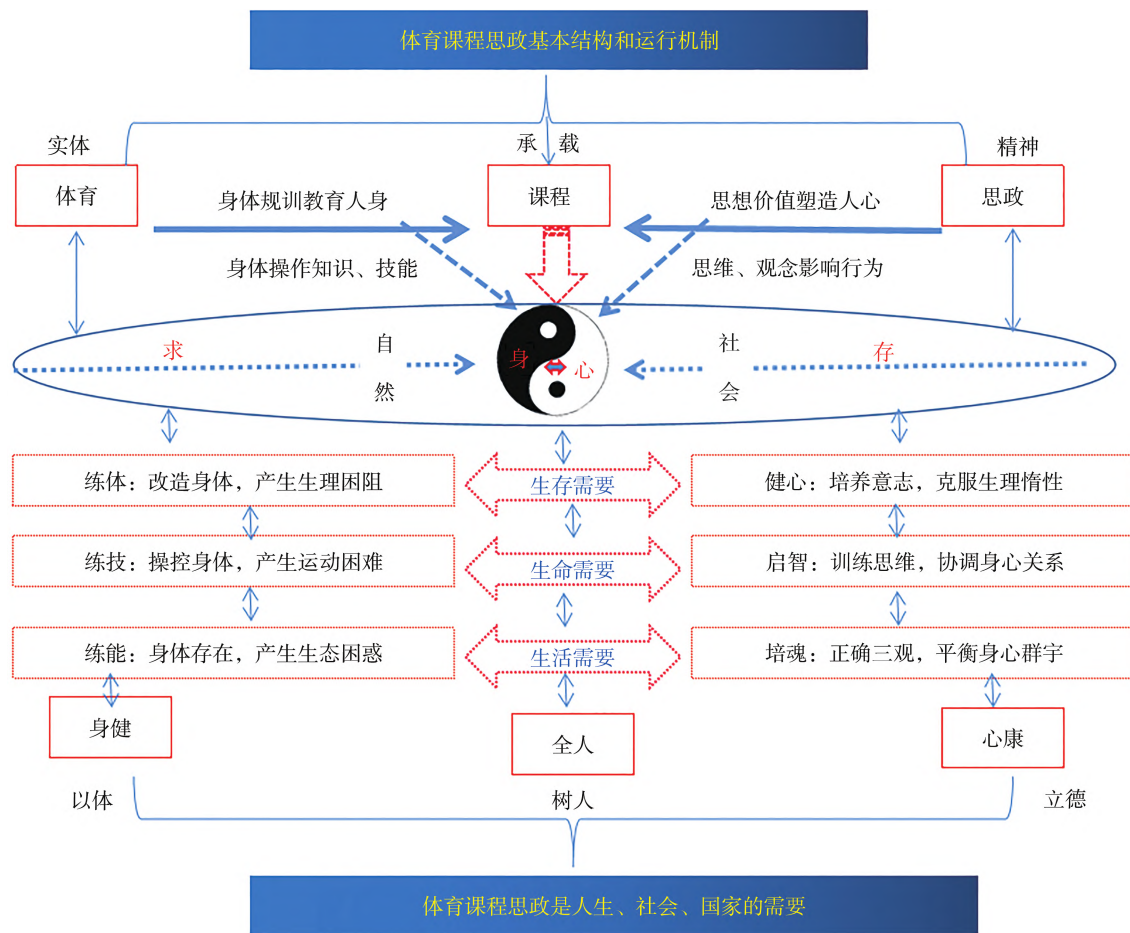 体育课程思政基本结构和运行机制
实体
承 载
精神
体育
课程
思政
身体规训教育人身
思想价值塑造人心
身体操作知识、技能
思维、观念影响行为
求
自然
身
心
社会
存
练体：改造身体，产生生理困阻
生存需要
健心：培养意志，克服生理惰性
练技：操控身体，产生运动困难
生命需要
启智：训练思维，协调身心关系
练能：身体存在，产生生态困惑
生活需要
培魂：正确三观，平衡身心群宇
身健
全人
心康
以体
树人
立德
体育课程思政是人生、社会、国家的需要